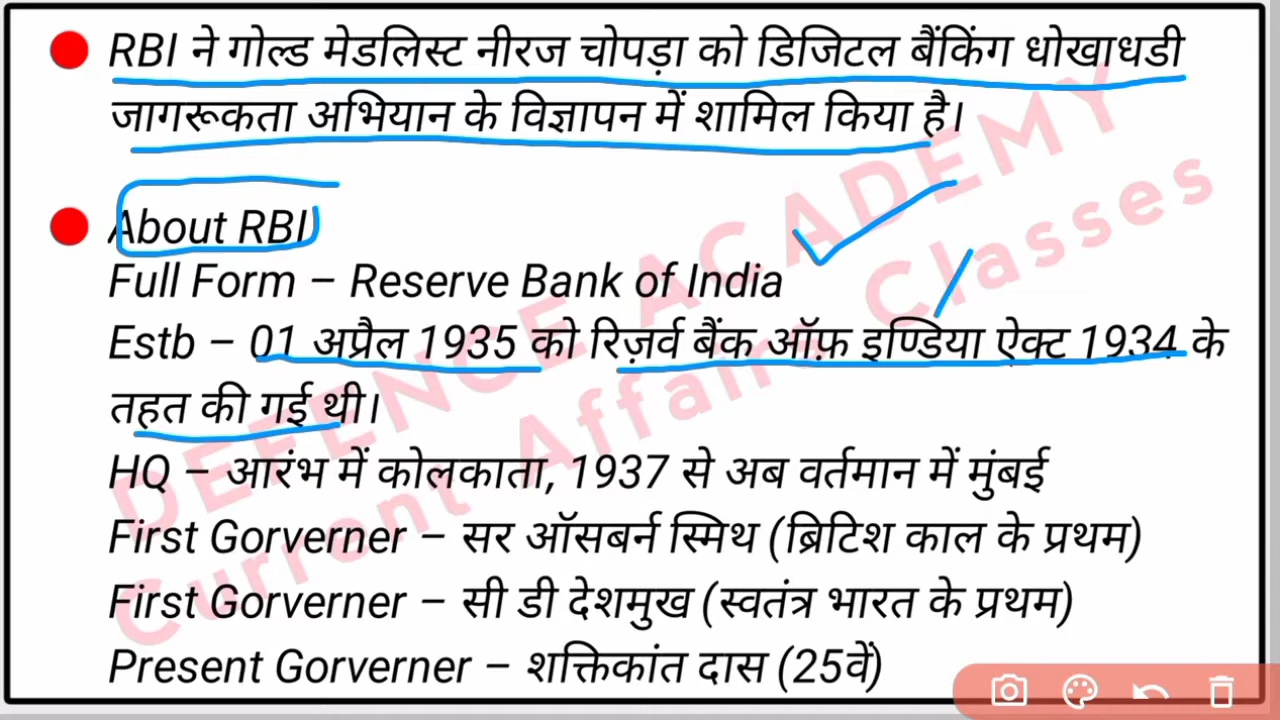 RBI ने गोल्ड मेडलिस्ट नीरज चोपड़ा को डिजिटल बैंकिंग धोखाधडी
जागरूकता अभियान के विज्ञापन में शामिल किया है।
About RBI
Full Form – Reserve Bank of India
Estb – 01 अप्रैल 1935 को रिज़र्व बैंक ऑफ़ इण्डिया ऐक्ट 1934 के
तहत की गई थी।
HQ – आरंभ में कोलकाता, 1937 से अब वर्तमान में मुंबई
First Gorverner – सर ऑसबर्न स्मिथ (ब्रिटिश काल के प्रथम)
First Gorverner – सी डी देशमुख (स्वतंत्र भारत के प्रथम)
Present Gorverner – शक्तिकांत दास (25वें)
DEFENCE ACADEMY
Current Affairs Classes